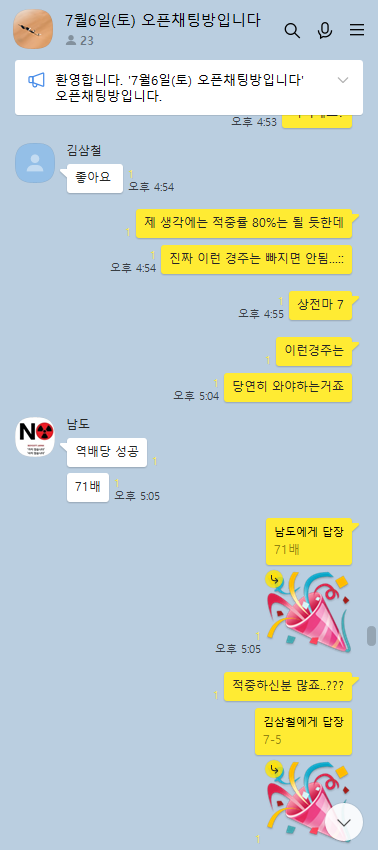 7월6일(토) 오픈채팅방입니다
23
환영합니다. '7월6일(토) 오픈채팅방입니다'
오픈채팅방입니다.
오후 4:53
김삼철
좋아요
1
오후 4:54
제 생각에는 적중률 80%는 될 듯한데
1
진짜 이런 경주는 빠지면 안됨...::
1
오후 4:54
상전마 7
1
오후 4:55
이런경주는
1
당연히 와야하는거죠
1
오후 5:04
남도
NO
역배당 성공
1
71배
1
오후 5:05
남도에게 답장
71배
1
오후 5:05
적중하신분 많죠..???
1
김삼철에게 답장
7-5
1